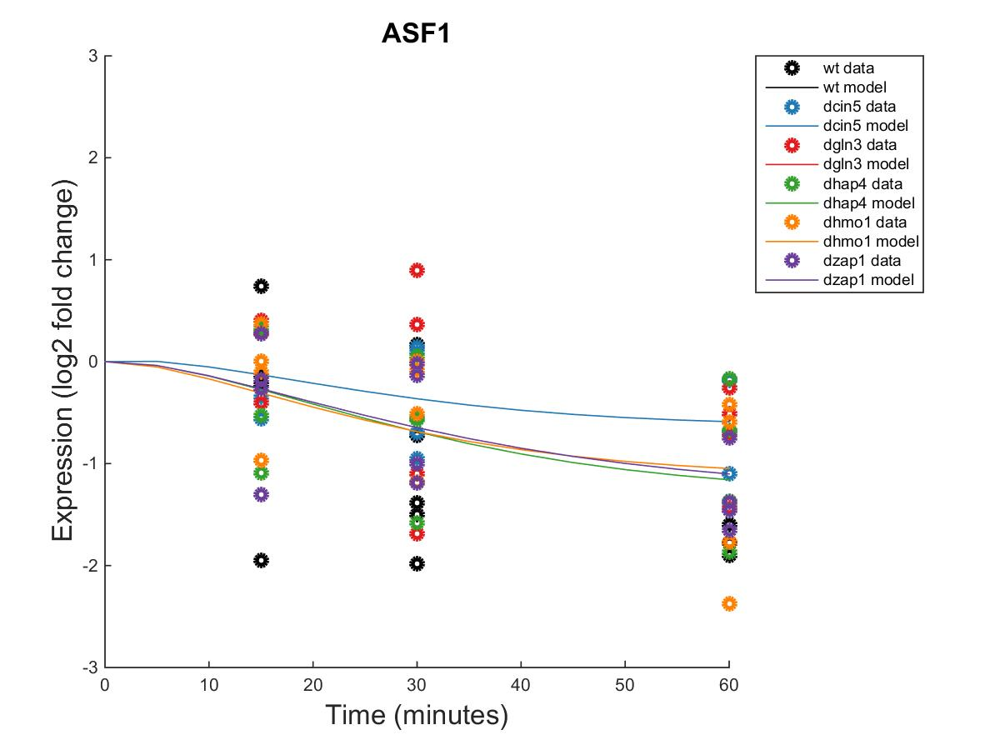 ASF1
3
2
1
0
-1
-2
-3
Expression (log2 fold change)
0 10 20 30 40 50 60
Time (minutes)
wt data
wt model
dcin5 data
dcin5 model
dgln3 data
dgln3 model
dhap4 data
dhap4 model
dhmo1 data
dhmo1 model
dzap1 data
dzap1 model